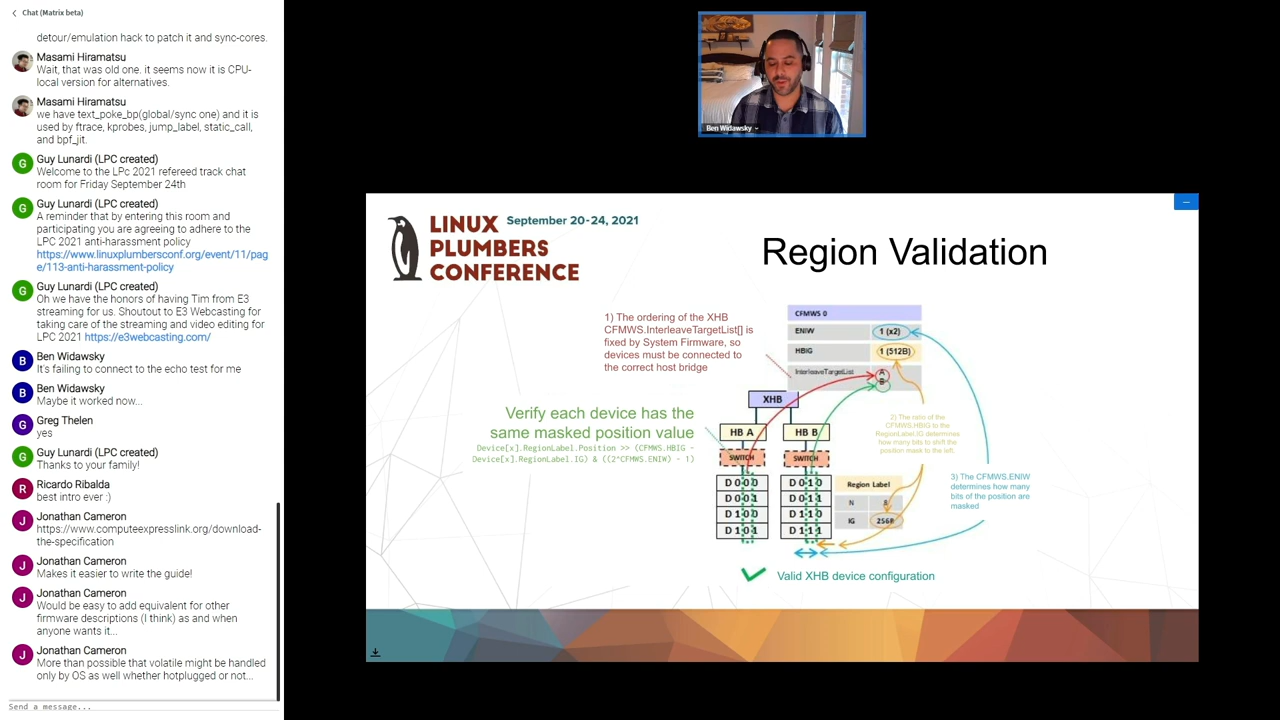 Chat (Matrix beta)
detour/emulation hack to patch it and sync-cores.
Masami Hiramatsu
Wait, that was old one. it seems now it is CPU-
local version for alternatives.
Masami Hiramatsu
we have text_poke_bp(global/sync one) and it is
used by ftrace, kprobes, jump_label, static_call,
and bpf_jit.
G
Guy Lunardi (LPC created)
Welcome to the LPc 2021 refereed track chat
room for Friday September 24th
G
Guy Lunardi (LPC created)
A reminder that by entering this room and
participating you are agreeing to adhere to the
LPC 2021 anti-harassment policy
https://www.linuxplumbersconf.org/event/11/pag
e/113-anti-harassment-policy
G
Guy Lunardi (LPC created)
Oh we have the honors of having Tim from E3
streaming for us. Shoutout to E3 Webcasting for
taking care of the streaming and video editing for
LPC 2021 https://e3webcasting.com/
B
Ben Widawsky
It's failing to connect to the echo test for me
B
Ben Widawsky
Maybe it worked now...
G
Greg Thelen
yes
G
Guy Lunardi (LPC created)
Thanks to your family!
R
Ricardo Ribalda
best intro ever :)
J
Jonathan Cameron
https://www.computeexpresslink.org/download-
the-specification
J
Jonathan Cameron
Makes it easier to write the guide!
J
Jonathan Cameron
Would be easy to add equivalent for other
firmware descriptions (I think) as and when
anyone wants it...
J
Jonathan Cameron
More than possible that volatile might be handled
only by OS as well whether hotplugged or not...
Send a message...
Ben Widawsky
LINUX
PLUMBERS
CONFERENCE
September 20-24, 2021
Region Validation
1) The ordering of the XHB
CFMWS.InterleaveTargetList[] is
fixed by System Firmware, so
devices must be connected to
the correct host bridge
CFMWS 0
ENIW 1 (x2)
HBIG 1 (512B)
InterleaveTargetList A
B
XHB
HB A HB B
SWITCH SWITCH
D 0 0 0 D 0 1 0
D 0 0 1 D 0 1 1
D 1 0 0 D 1 1 0
D 1 0 1 D 1 1 1
Verify each device has the
same masked position value
Device[x].RegionLabel.Position >> (CFMWS.HBIG -
Device[x].RegionLabel.IG) & ((2^CFMWS.ENIW) - 1)
2) The ratio of the
CFMWS.HBIG to the
RegionLabel.IG determines
how many bits to shift the
position mask to the left.
Region Label
N 8
IG 256B
3) The CFMWS.ENIW
determines how many
bits of the position are
masked
Valid XHB device configuration